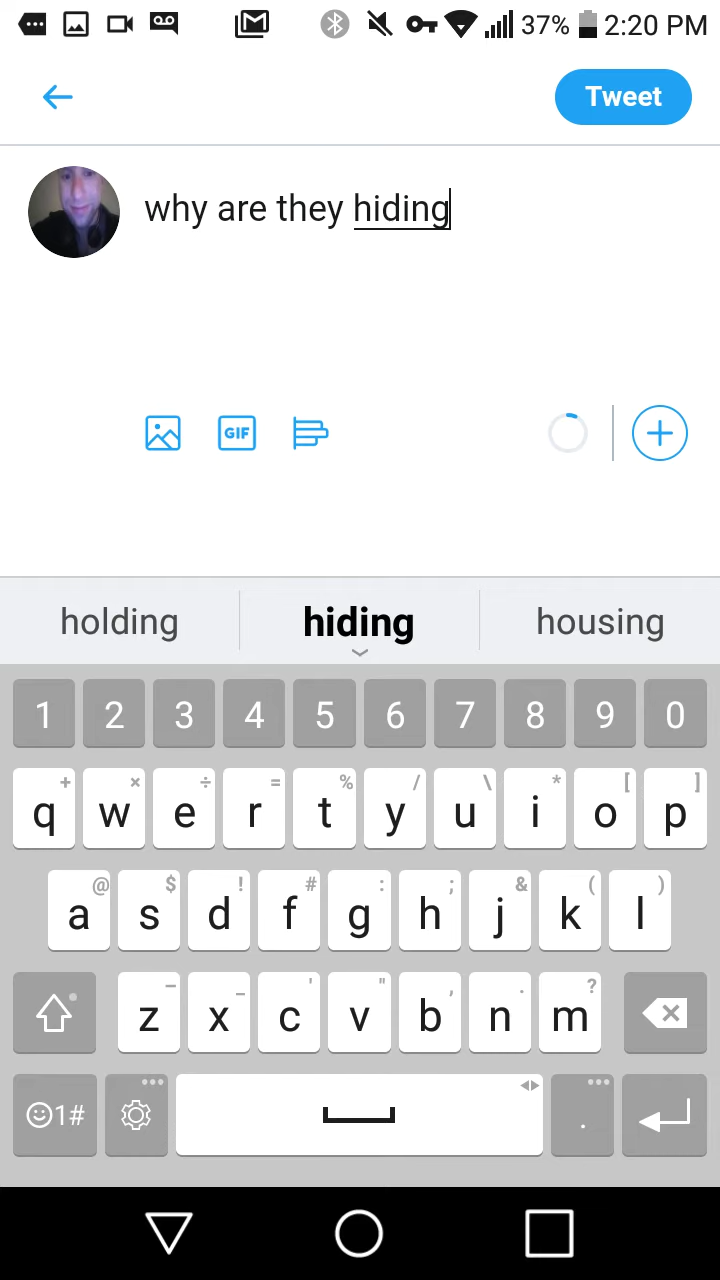 37% 2:20 PM
Tweet
why are they hiding
GIF
holding hiding housing
1 2 3 4 5 6 7 8 9 0
+ × ÷ = % / \ * [ ]
q w e r t y u i o p
@ $ ! # : ; & ( )
a s d f g h j k l
– _ ' " , . ?
z x c v b n m
1# .